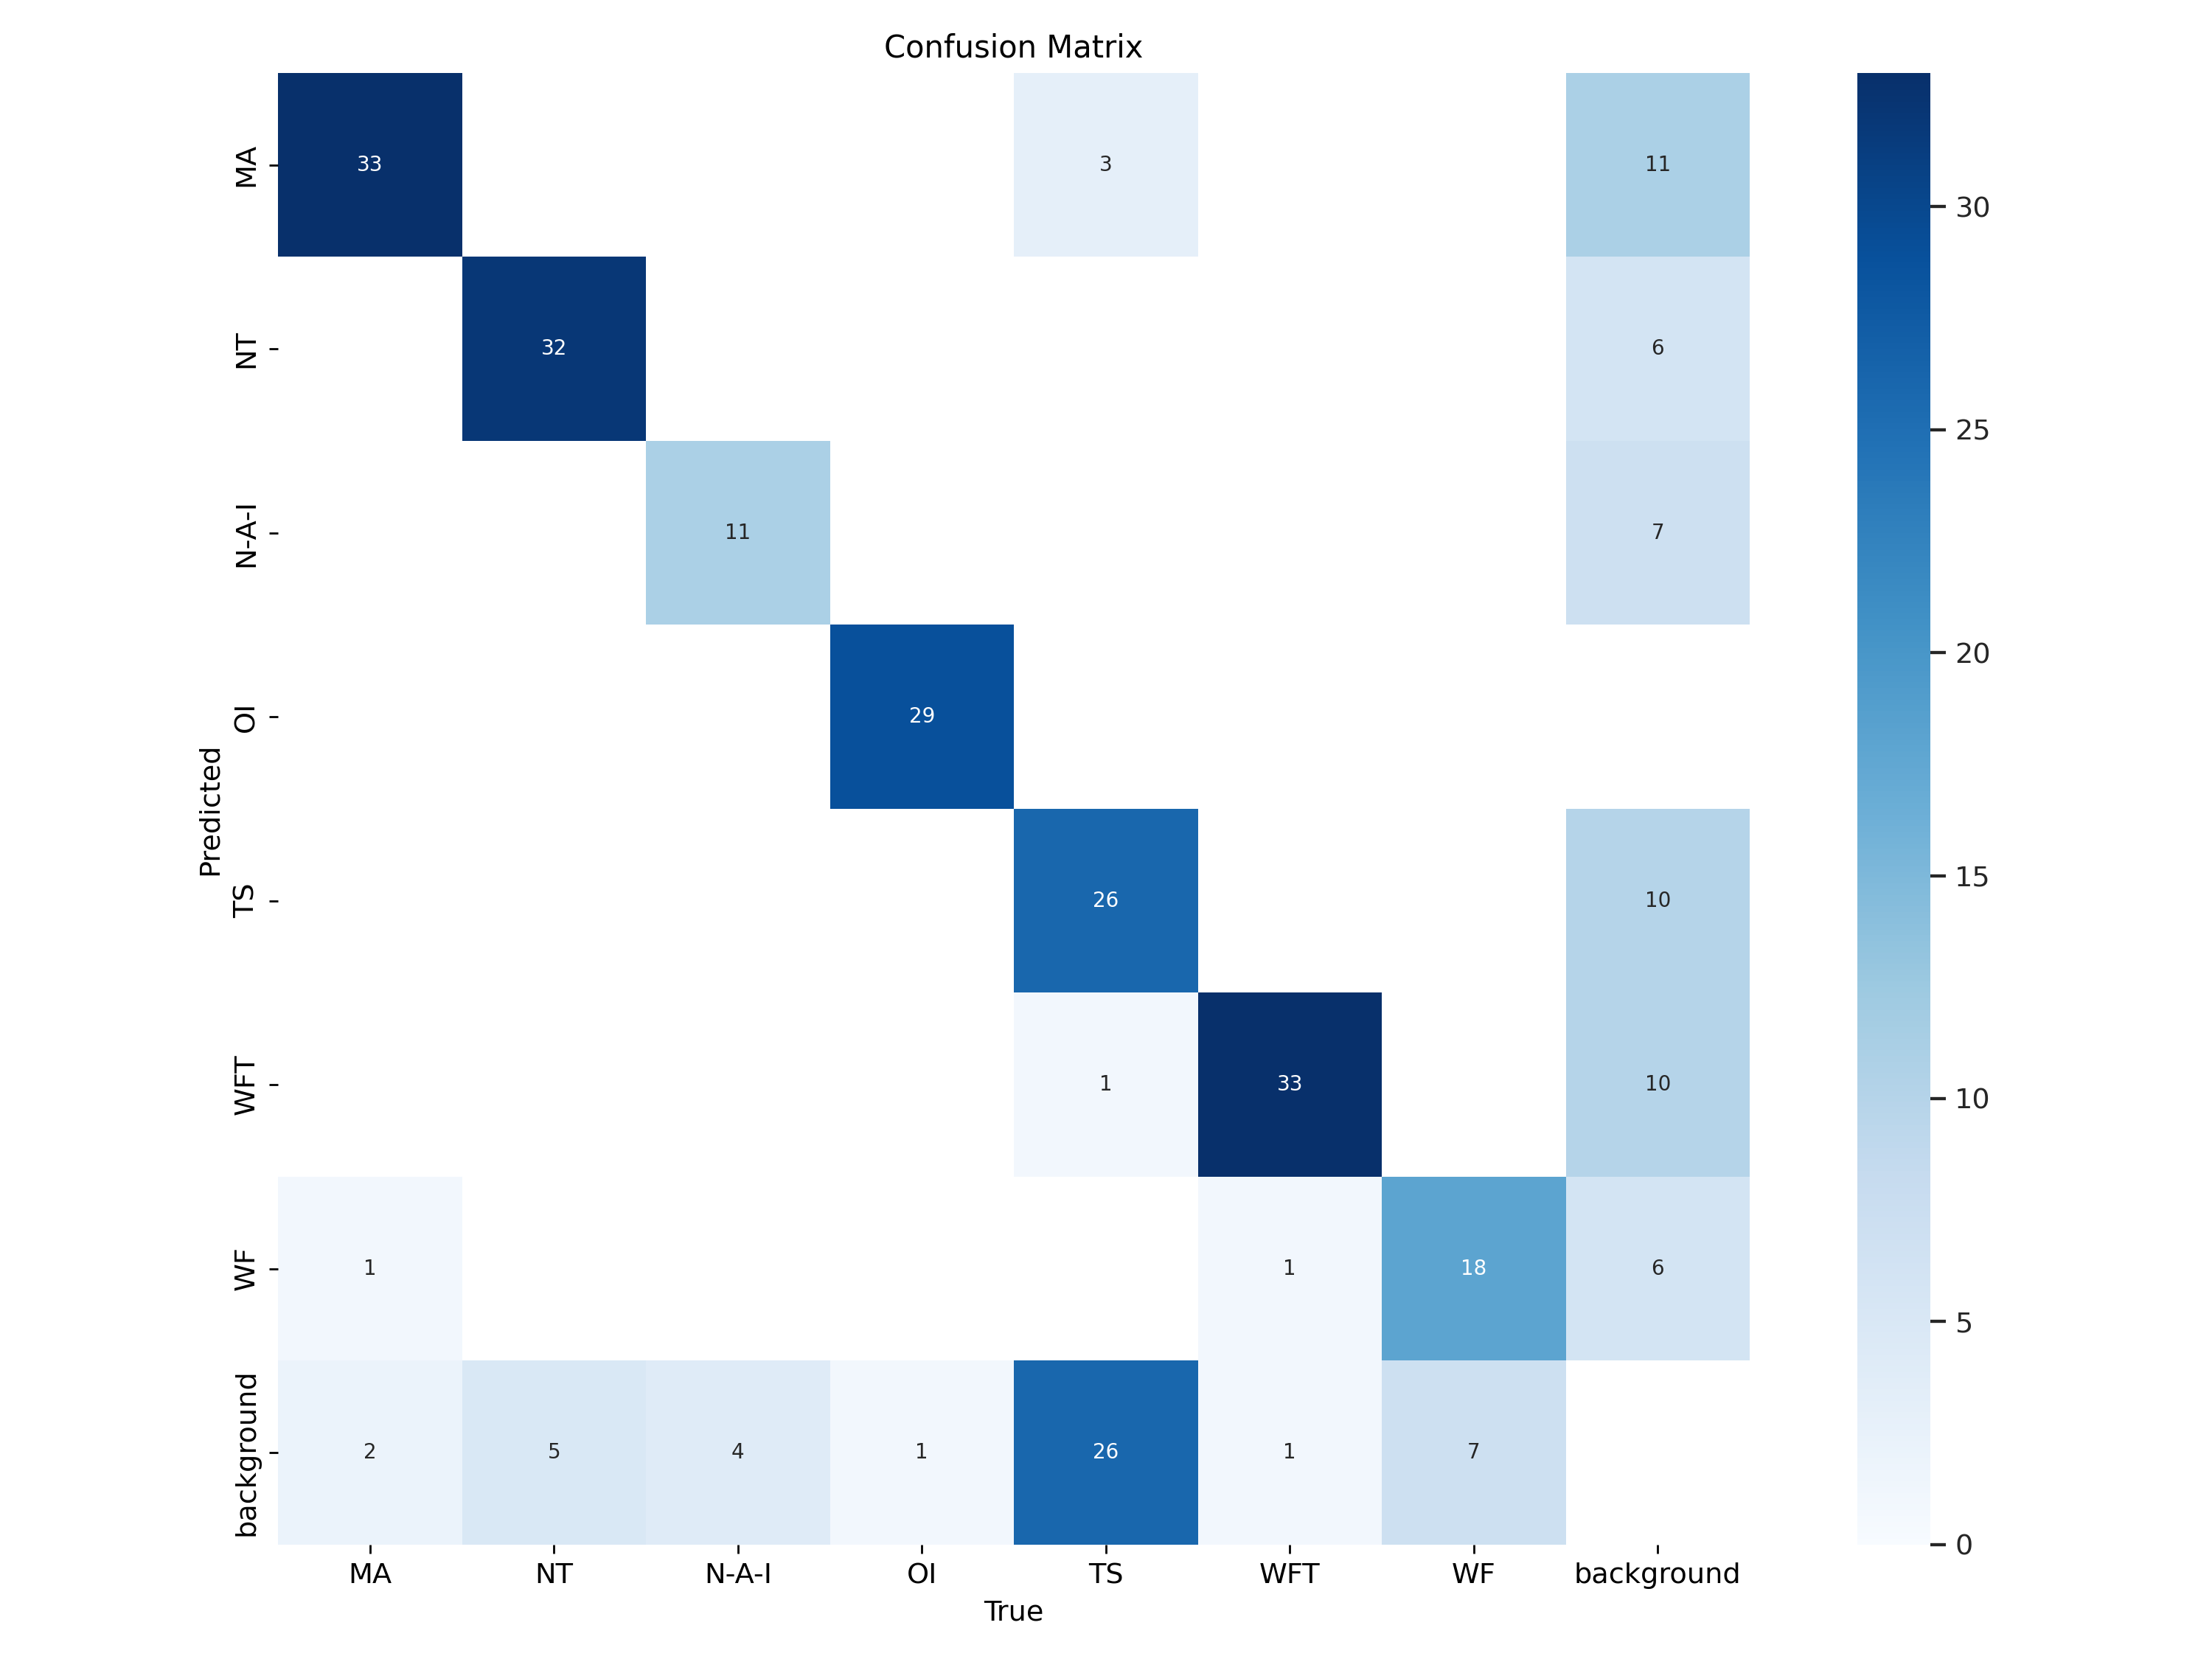 Confusion Matrix
MA 33 3 11
NT 32 6
N-A-I 11 7
OI 29
TS 26 10
WFT 1 33 10
WF 1 1 18 6
background 2 5 4 1 26 1 7
MA NT N-A-I OI TS WFT WF background
True
Predicted
30
25
20
15
10
5
0